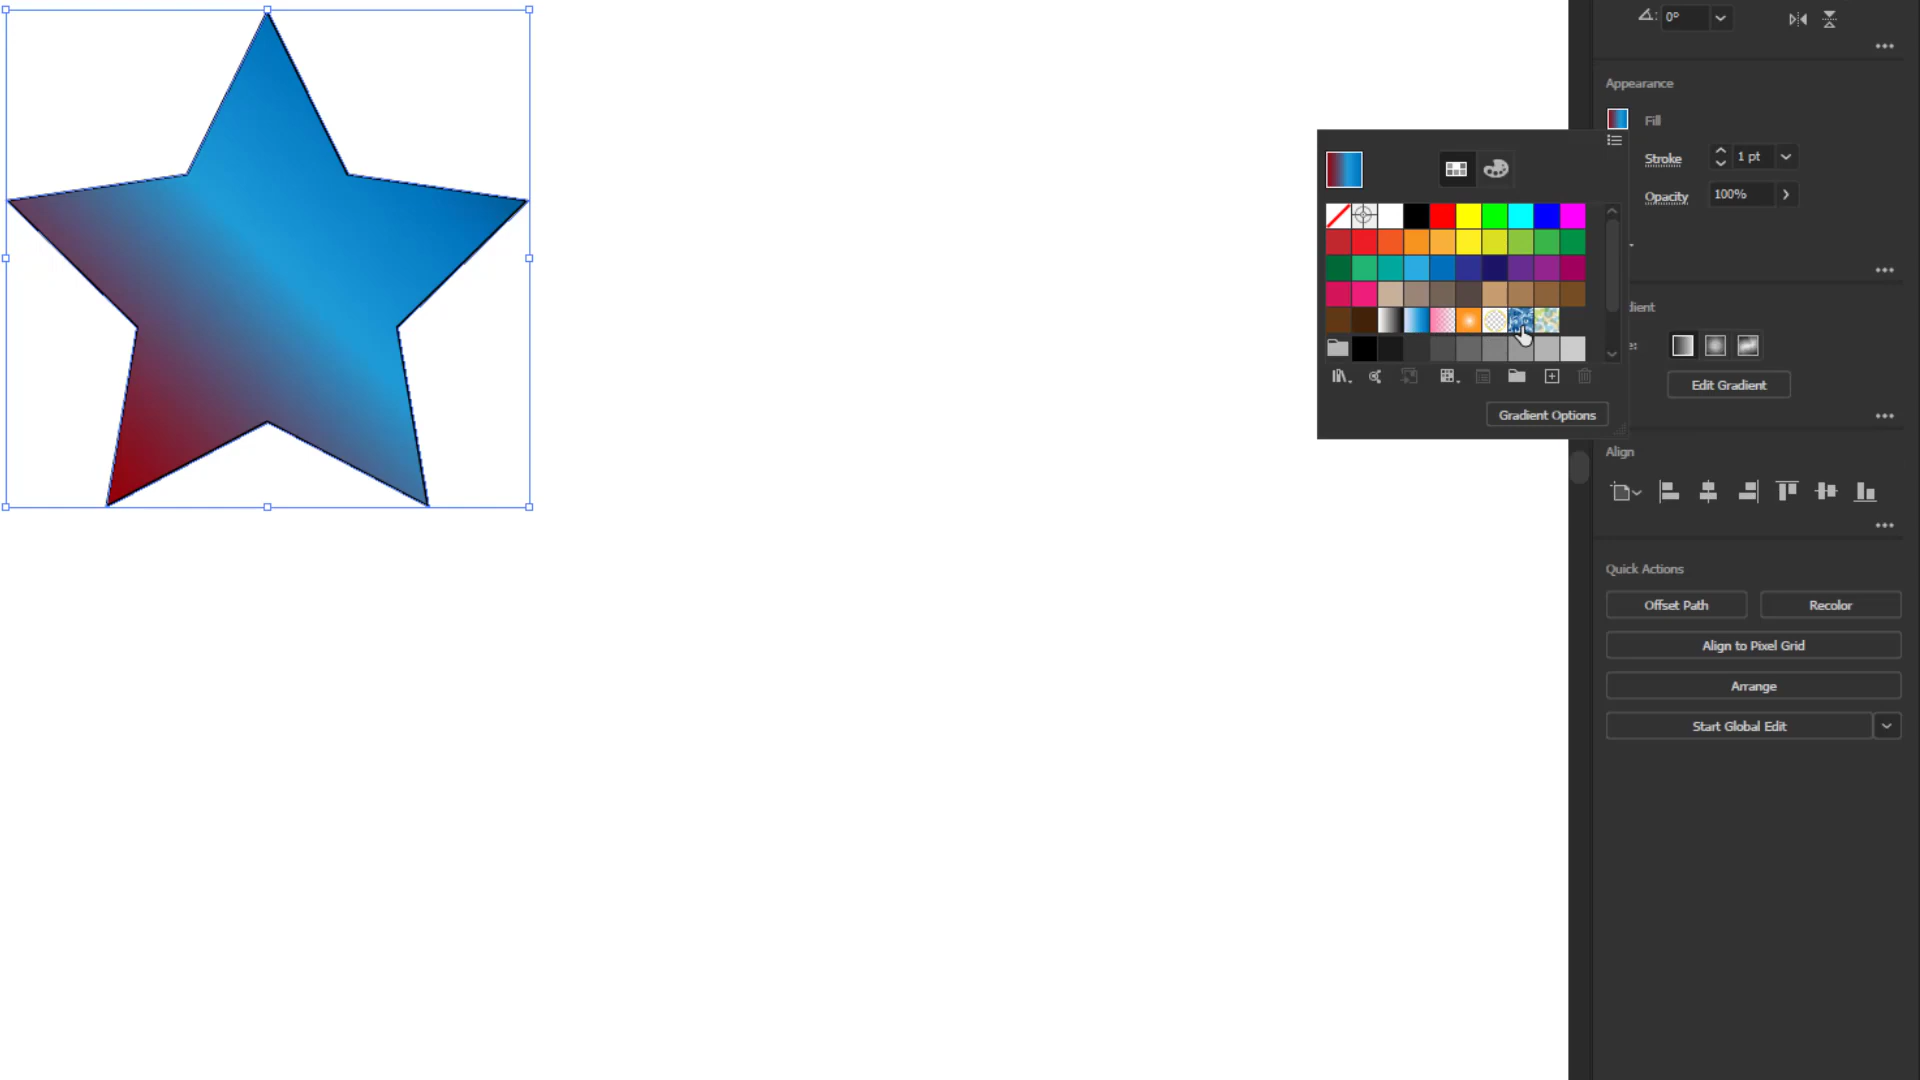 0°
Appearance
Fill
Stroke
1 pt
Opacity
100%
dient
e:
Edit Gradient
Gradient Options
Align
Quick Actions
Offset Path
Recolor
Align to Pixel Grid
Arrange
Start Global Edit